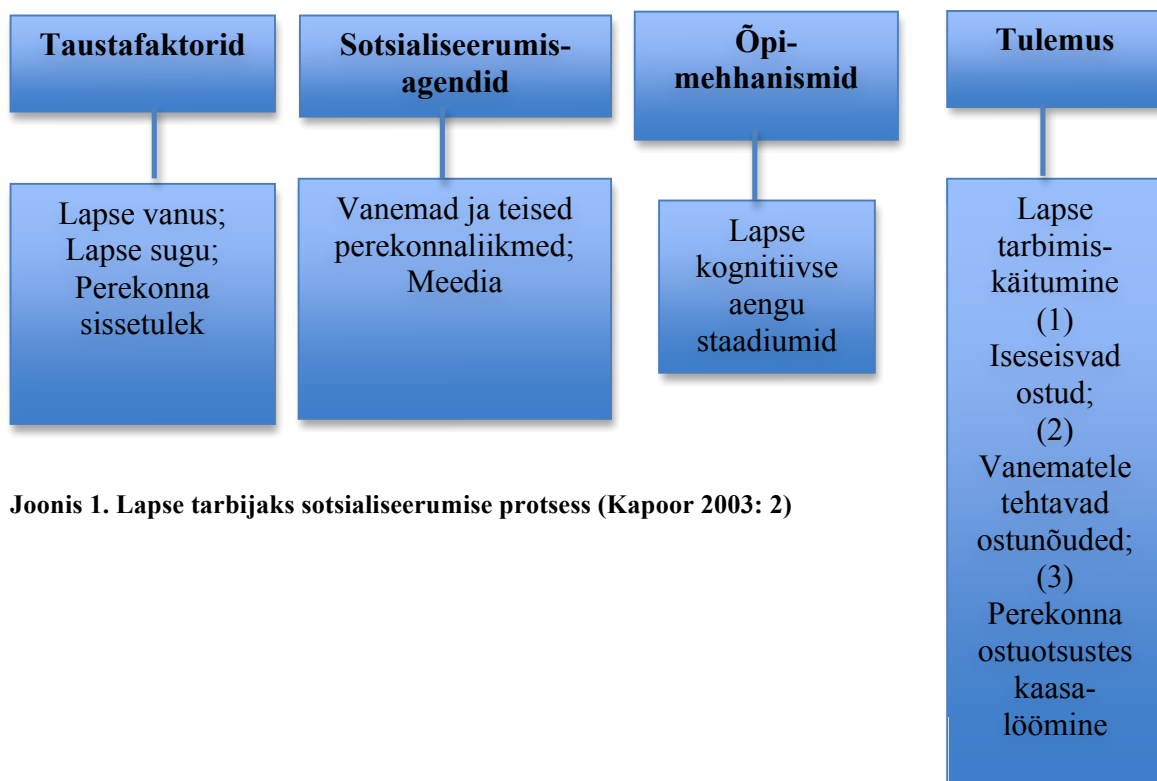 Taustafaktorid
Lapse vanus;
Lapse sugu;
Perekonna
sissetulek
Sotsialiseerumis-
agendid
Vanemad ja teised
perekonnaliikmed;
Meedia
Õpi-
mehhanismid
Lapse
kognitiivse
aengu
staadiumid
Tulemus
Lapse
tarbimis-
käitumine
(1)
Iseseisvad
ostud;
(2)
Vanematele
tehtavad
ostunõuded;
(3)
Perekonna
ostuotsustes
kaasa-
löömine
Joonis 1. Lapse tarbijaks sotsialiseerumise protsess (Kapoor 2003: 2)